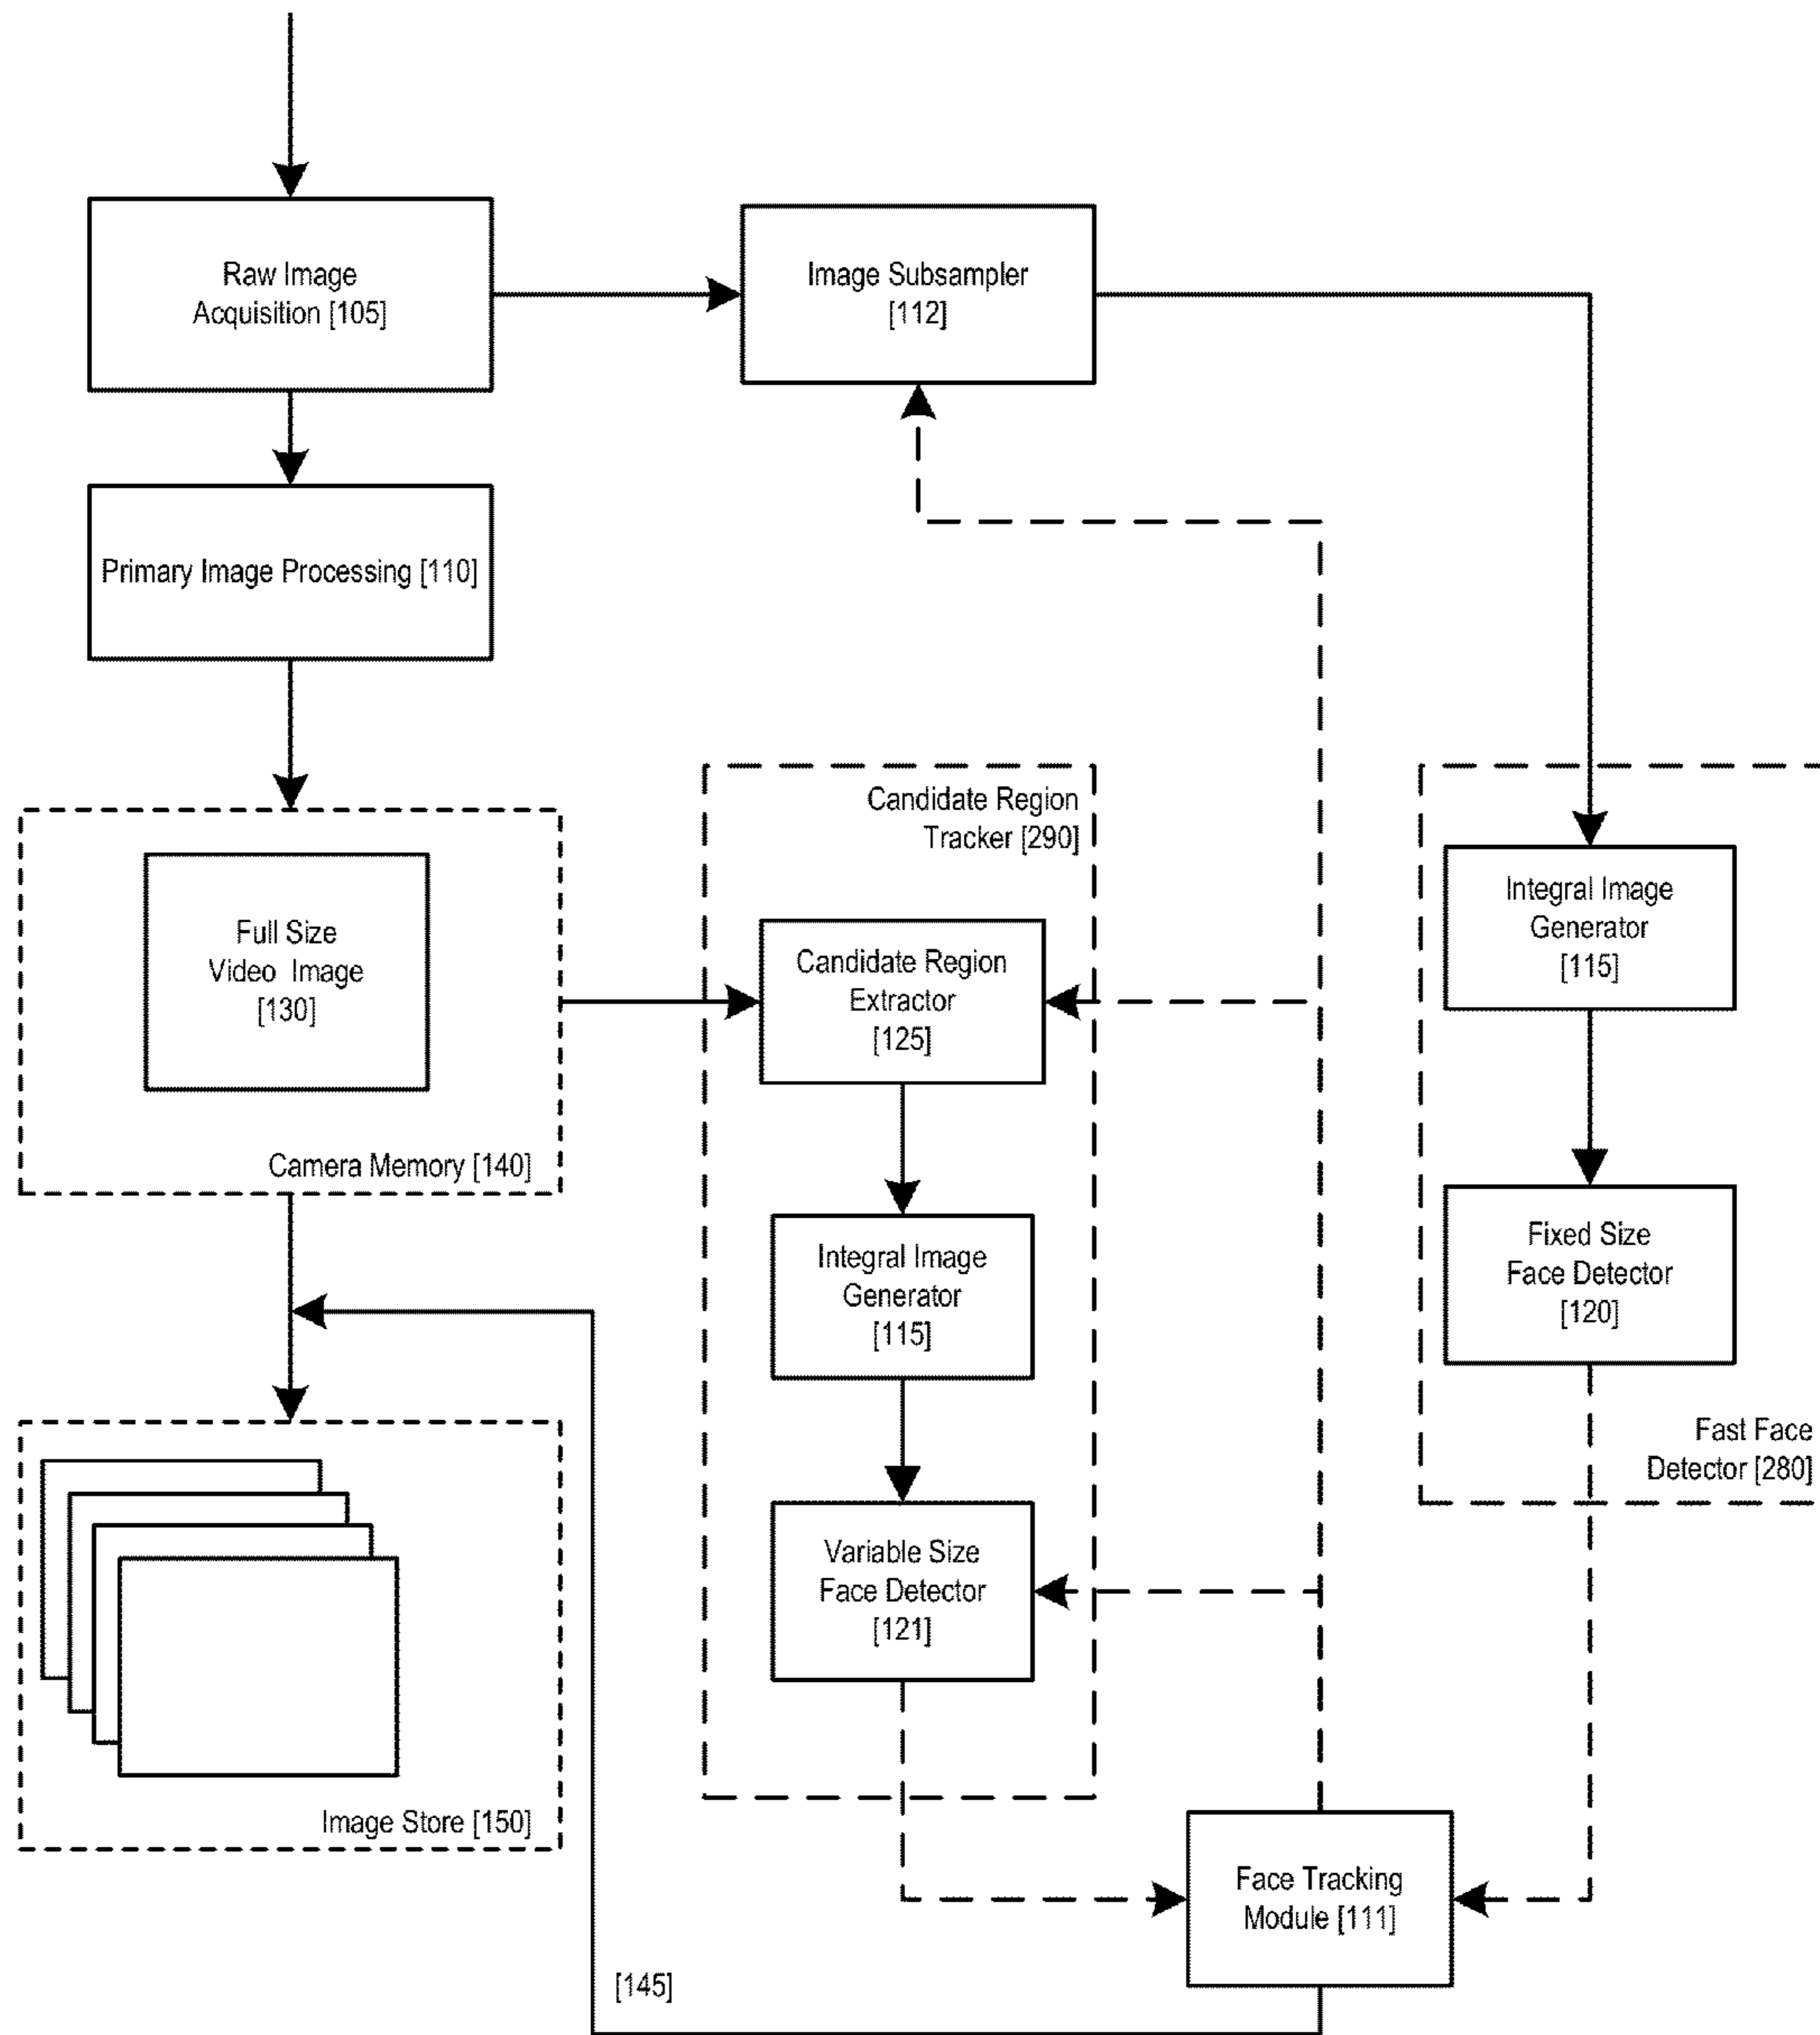 Raw Image
Acquisition [105]
Image Subsampler
[112]
Primary Image Processing [110]
Candidate Region
Tracker [290]
Full Size
Video Image
[130]
Camera Memory [140]
Candidate Region
Extractor
[125]
Integral Image
Generator
[115]
Integral Image
Generator
[115]
Fixed Size
Face Detector
[120]
Fast Face
Detector [280]
Variable Size
Face Detector
[121]
Image Store [150]
Face Tracking
Module [111]
[145]